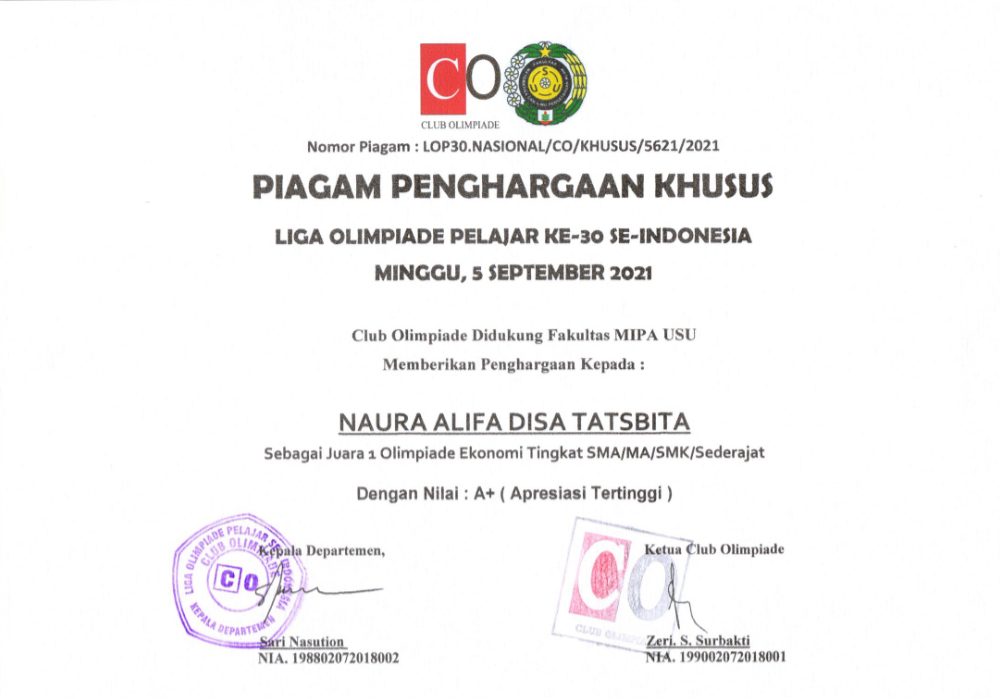 CO
CLUB OLIMPIADE
Nomor Piagam : LOP30.NASIONAL/CO/KHUSUS/5621/2021
PIAGAM PENGHARGAAN KHUSUS
LIGA OLIMPIADE PELAJAR KE-30 SE-INDONESIA
MINGGU, 5 SEPTEMBER 2021
Club Olimpiade Didukung Fakultas MIPA USU
Memberikan Penghargaan Kepada :
NAURA ALIFA DISA TATSBITA
Sebagai Juara 1 Olimpiade Ekonomi Tingkat SMA/MA/SMK/Sederajat
Dengan Nilai : A+ ( Apresiasi Tertinggi )
Kepala Departemen,
LIGA OLIMPIADE PELAJAR SE-INDONESIA
CLUB OLIMPIADE
CO
KEPALA DEPARTEMEN
Sari Nasution
NIA. 198802072018002
Ketua Club Olimpiade
CO
Zeri. S. Surbakti
NIA. 199002072018001